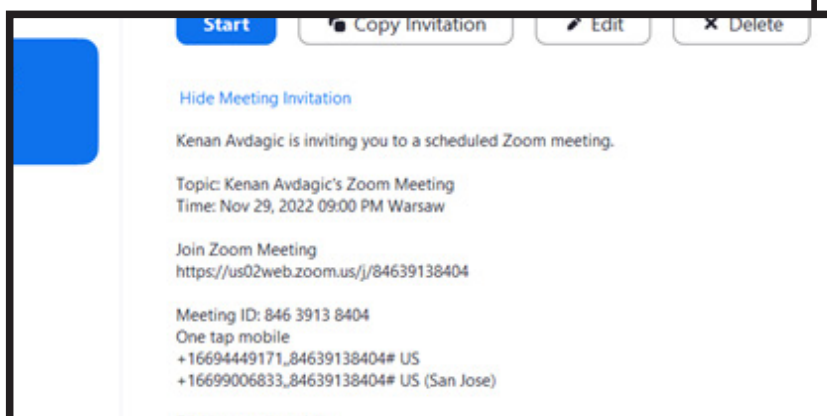 Start Copy Invitation Edit Delete
Hide Meeting Invitation
Kenan Avdagic is inviting you to a scheduled Zoom meeting.
Topic: Kenan Avdagic's Zoom Meeting
Time: Nov 29, 2022 09:00 PM Warsaw
Join Zoom Meeting
https://us02web.zoom.us/j/84639138404
Meeting ID: 846 3913 8404
One tap mobile
+16694449171,,84639138404# US
+16699006833,,84639138404# US (San Jose)